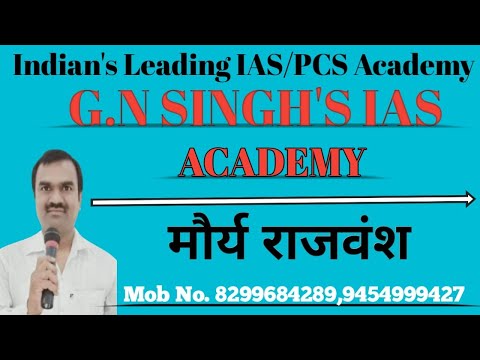 Indian's Leading IAS/PCS Academy
G.N SINGH'S IAS
ACADEMY
मौर्य राजवंश
Mob No. 8299684289,9454999427